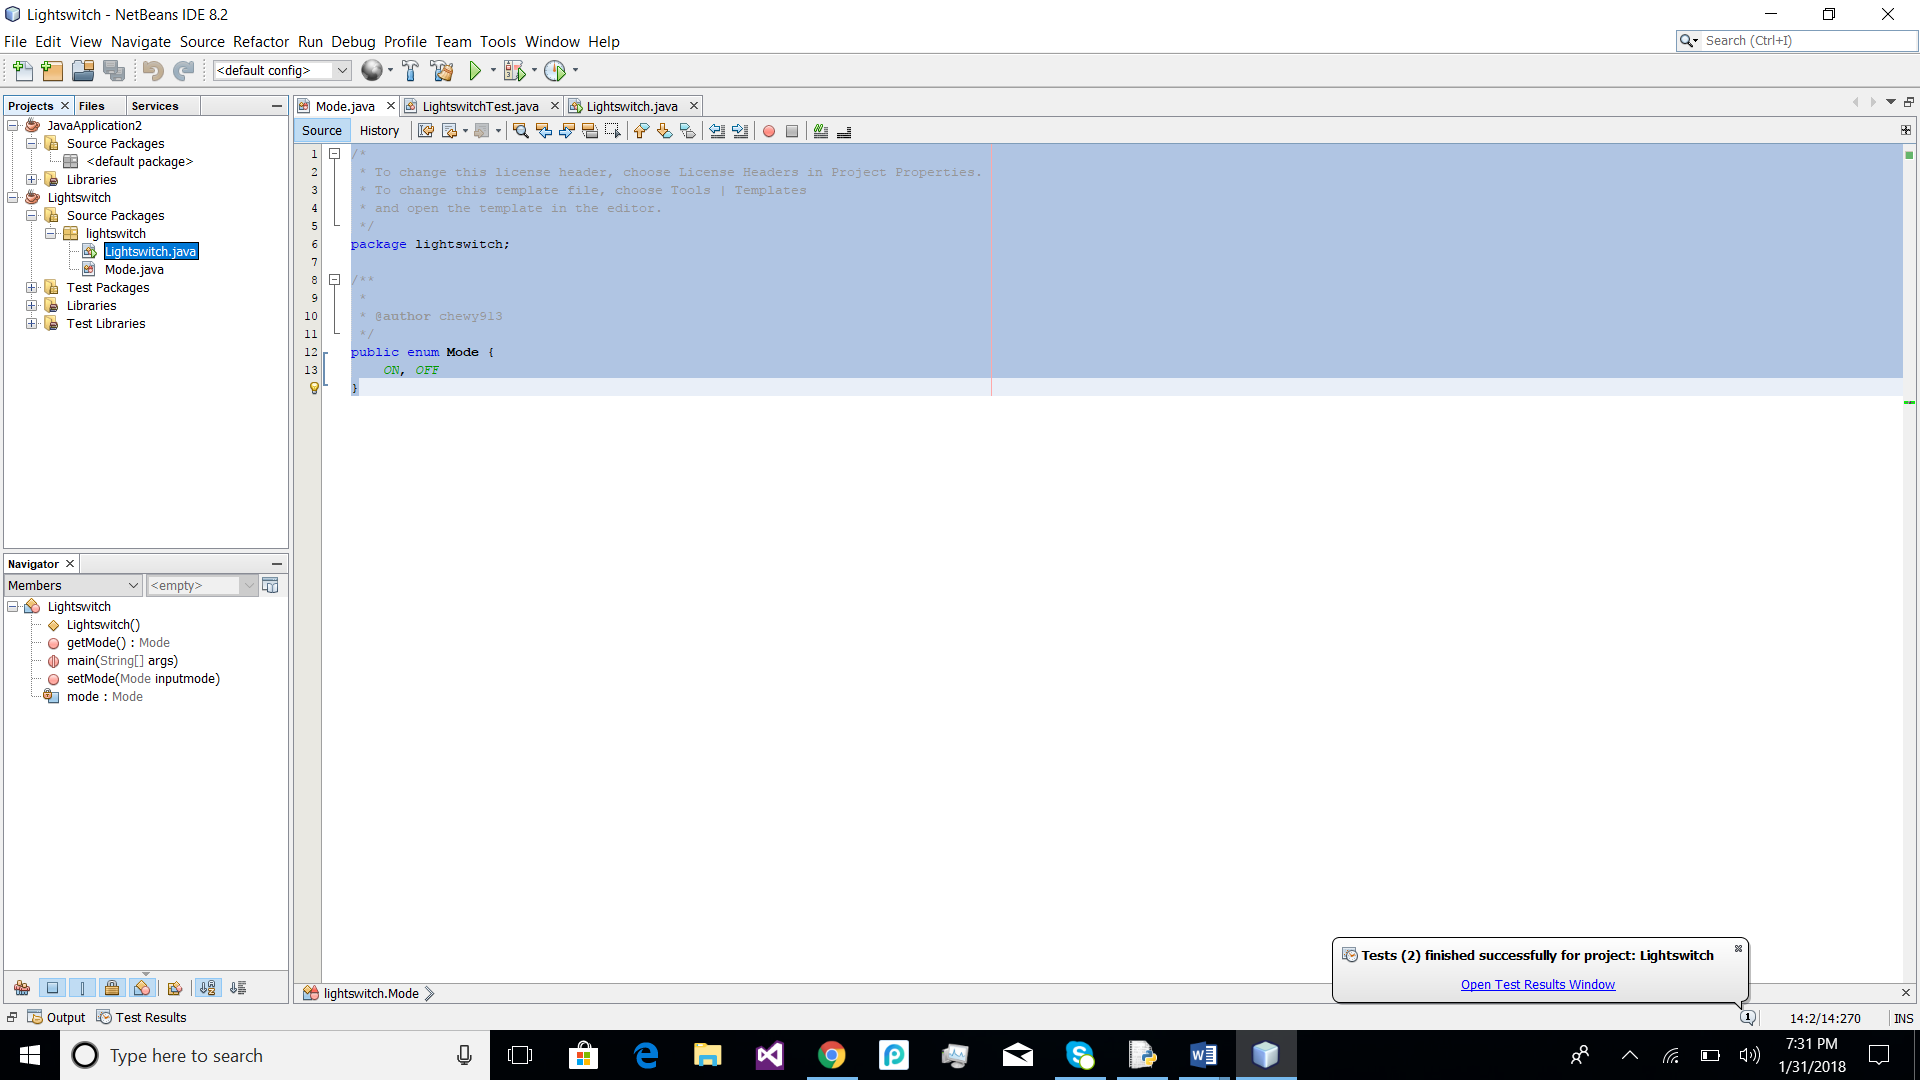 Lightswitch - NetBeans IDE 8.2
File Edit View Navigate Source Refactor Run Debug Profile Team Tools Window Help
Search (Ctrl+I)
<default config>
Projects Files Services
JavaApplication2
Source Packages
<default package>
Libraries
Lightswitch
Source Packages
lightswitch
Lightswitch.java
Mode.java
Test Packages
Libraries
Test Libraries
Mode.java LightswitchTest.java Lightswitch.java
Source History
1 /*
2 * To change this license header, choose License Headers in Project Properties.
3 * To change this template file, choose Tools | Templates
4 * and open the template in the editor.
5 */
6 package lightswitch;
7
8 /**
9 *
10 * @author chewy913
11 */
12 public enum Mode {
13 ON, OFF
}
Navigator
Members <empty>
Lightswitch
Lightswitch()
getMode() : Mode
main(String[] args)
setMode(Mode inputmode)
mode : Mode
lightswitch.Mode
Tests (2) finished successfully for project: Lightswitch
Open Test Results Window
Output Test Results
1 14:2/14:270 INS
Type here to search
7:31 PM
1/31/2018